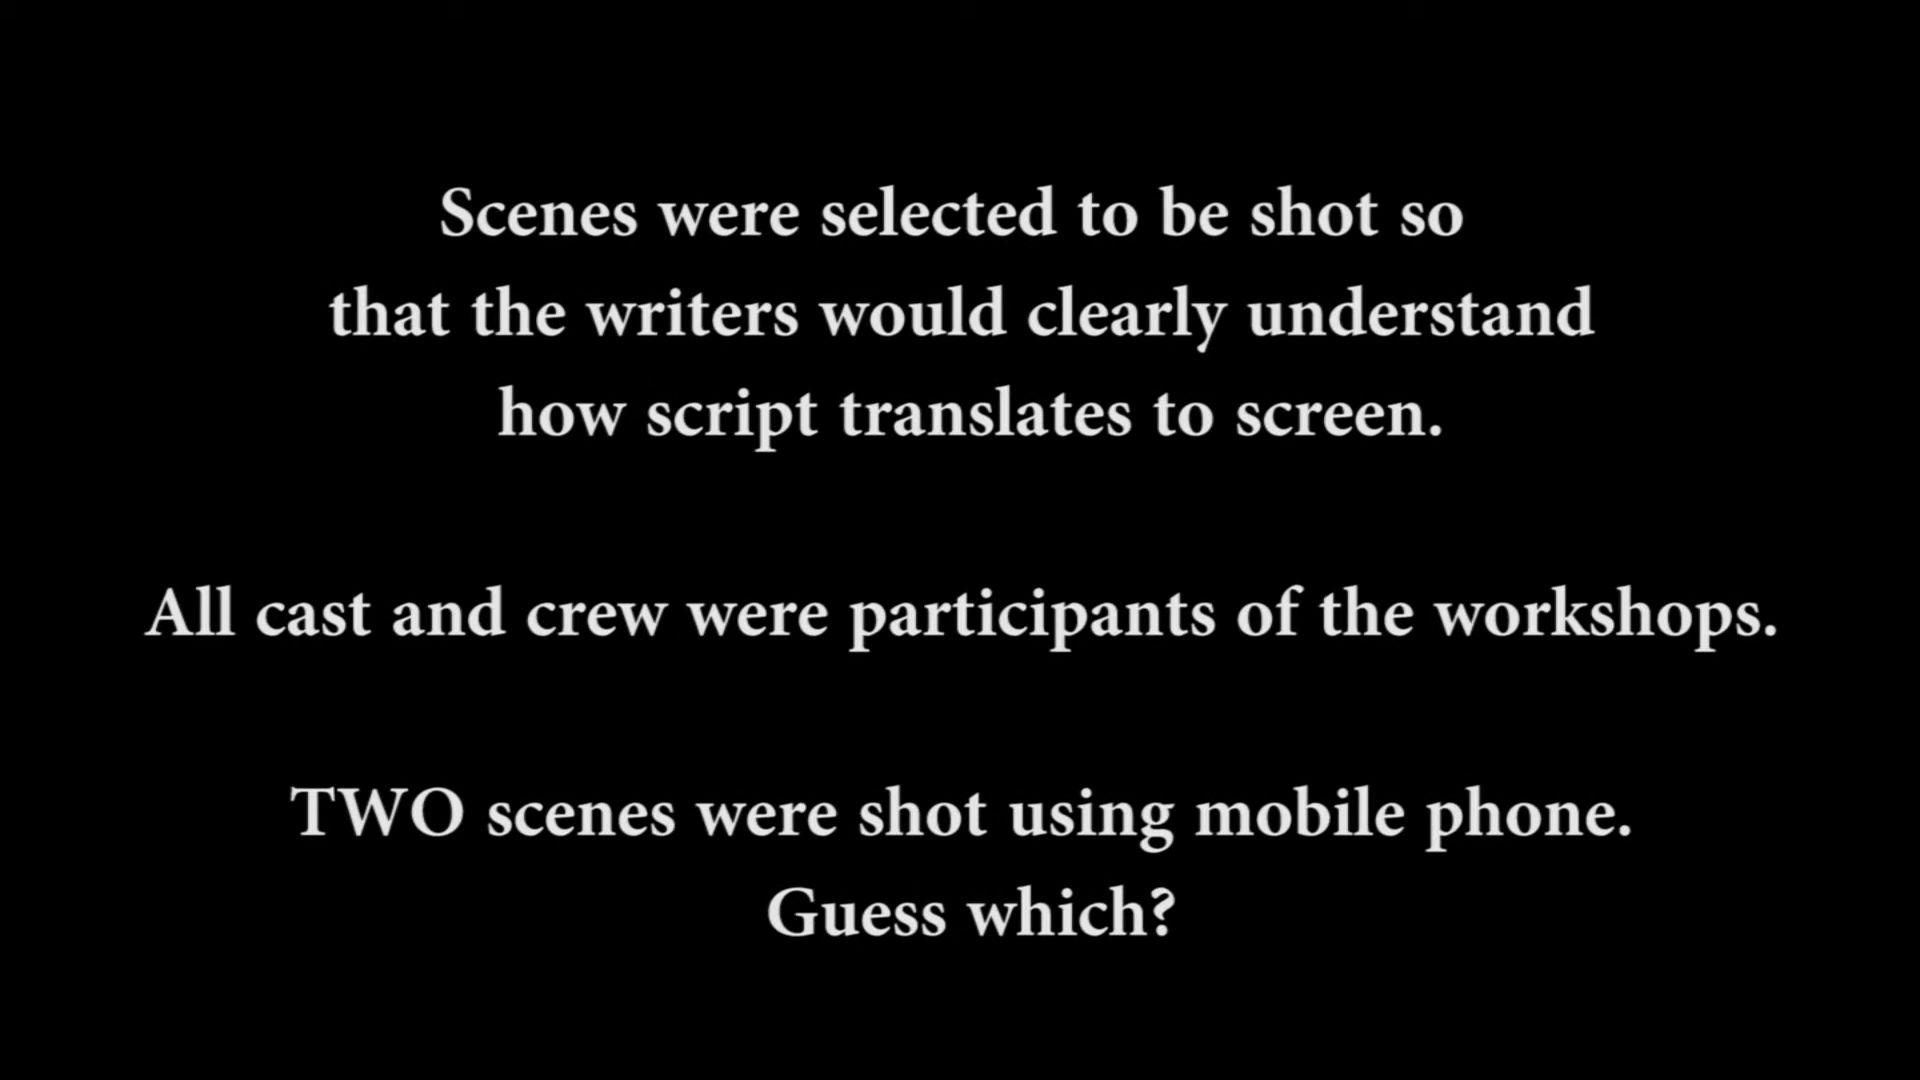 Scenes were selected to be shot so
that the writers would clearly understand
how script translates to screen.
All cast and crew were participants of the workshops.
TWO scenes were shot using mobile phone.
Guess which?